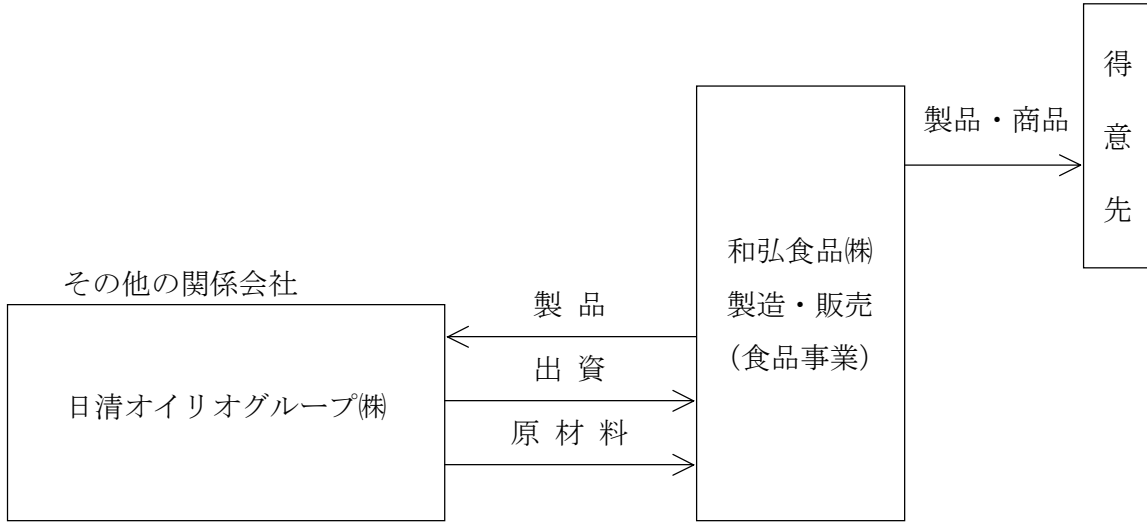 得意先
製品・商品
和弘食品㈱
製造・販売
(食品事業)
その他の関係会社
日清オイリオグループ㈱
製 品
出 資
原 材 料